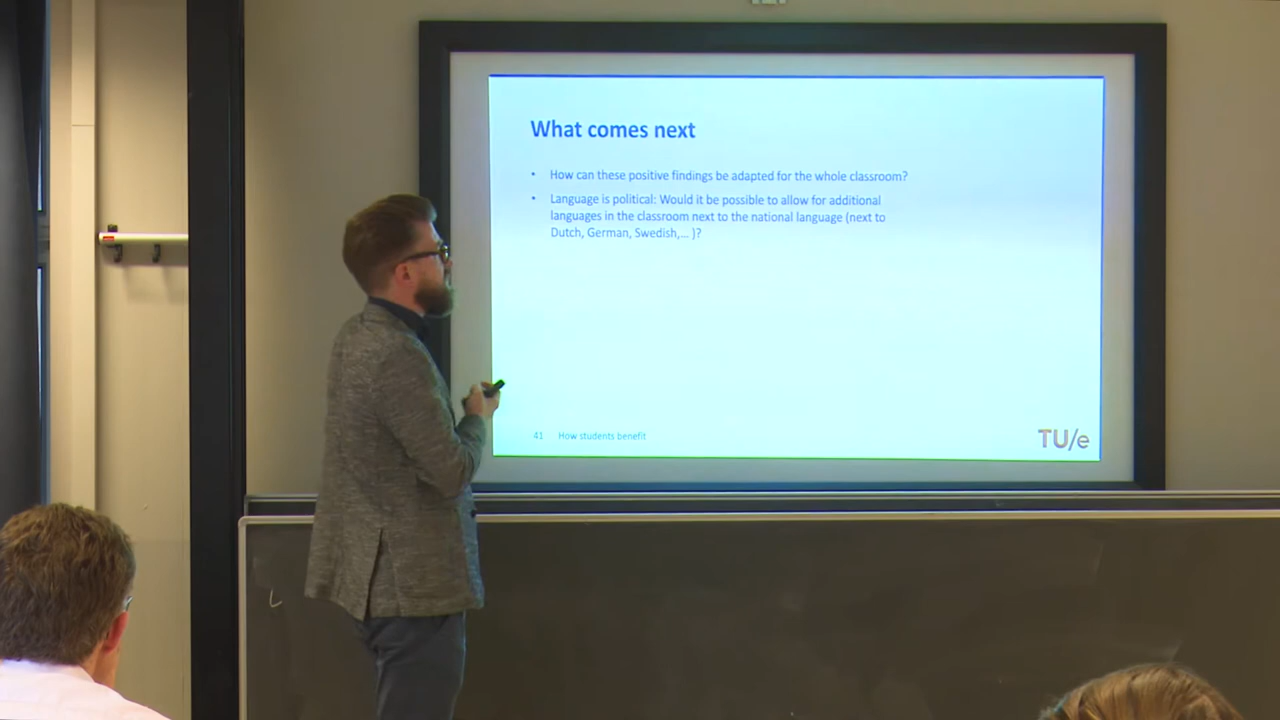 What comes next
• How can these positive findings be adapted for the whole classroom?
• Language is political: Would it be possible to allow for additional
languages in the classroom next to the national language (next to
Dutch, German, Swedish,... )?
41 How students benefit
TU/e